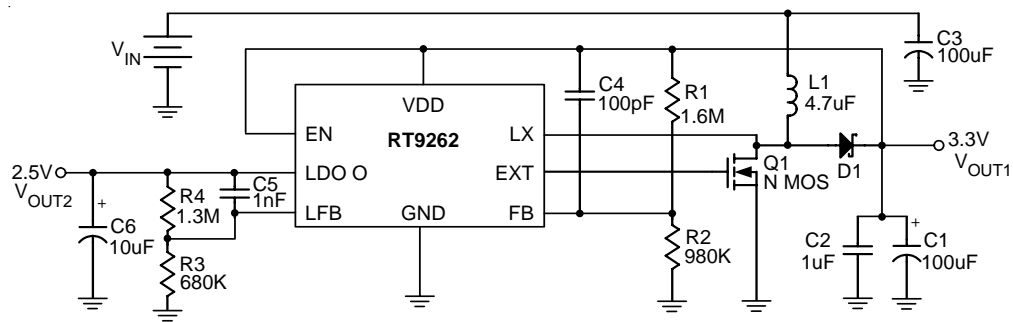 V_IN
C3
100uF
C4
100pF
R1
1.6M
L1
4.7uF
VDD
EN
RT9262
LX
3.3V
V_OUT1
D1
Q1
N MOS
2.5V
V_OUT2
LDO O
EXT
C5
1nF
R4
1.3M
LFB
GND
FB
+
C6
10uF
R3
680K
R2
980K
C2
1uF
+
C1
100uF